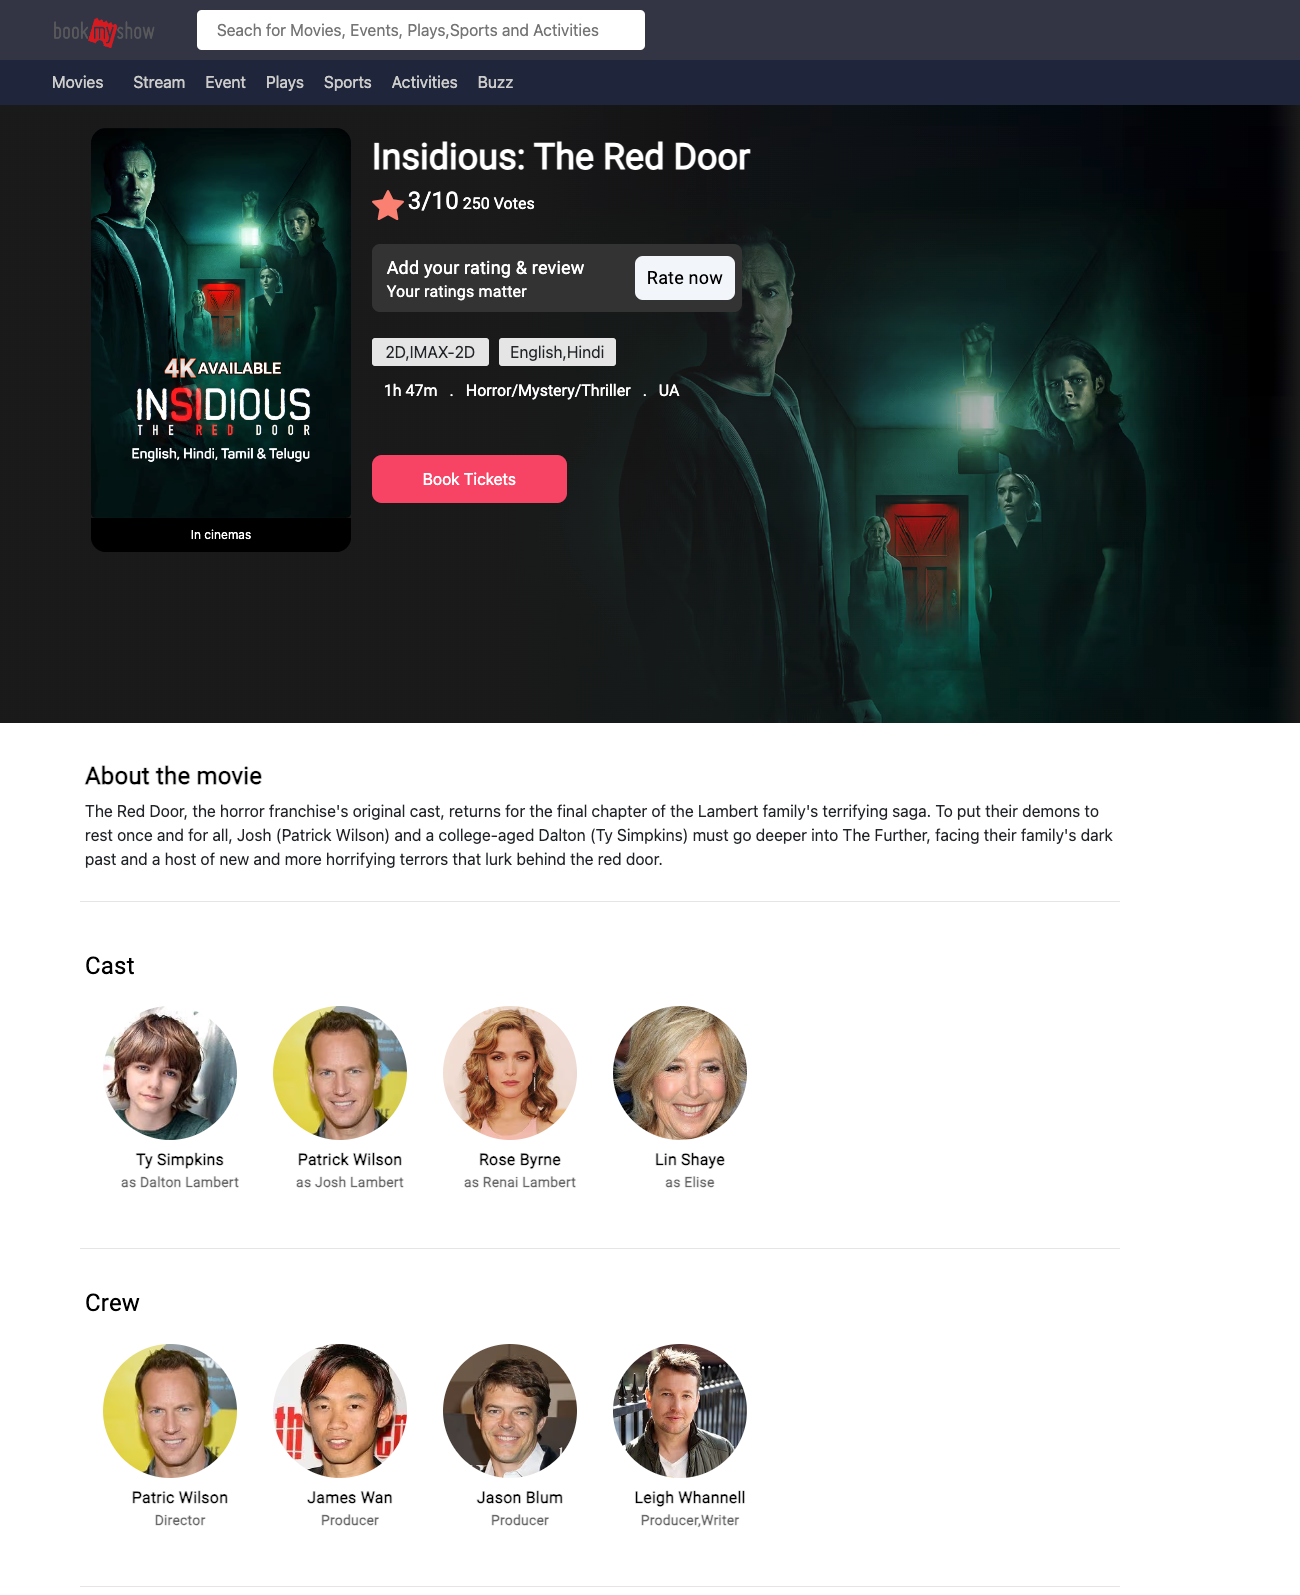 bookmyshow
Seach for Movies, Events, Plays,Sports and Activities
Movies Stream Event Plays Sports Activities Buzz
4K AVAILABLE
INSIDIOUS
THE RED DOOR
English, Hindi, Tamil & Telugu
In cinemas
Insidious: The Red Door
3/10 250 Votes
Add your rating & review
Your ratings matter
Rate now
2D,IMAX-2D English,Hindi
1h 47m . Horror/Mystery/Thriller . UA
Book Tickets
About the movie
The Red Door, the horror franchise's original cast, returns for the final chapter of the Lambert family's terrifying saga. To put their demons to
rest once and for all, Josh (Patrick Wilson) and a college-aged Dalton (Ty Simpkins) must go deeper into The Further, facing their family's dark
past and a host of new and more horrifying terrors that lurk behind the red door.
Cast
Ty Simpkins Patrick Wilson Rose Byrne Lin Shaye
as Dalton Lambert as Josh Lambert as Renai Lambert as Elise
Crew
Patric Wilson James Wan Jason Blum Leigh Whannell
Director Producer Producer Producer,Writer